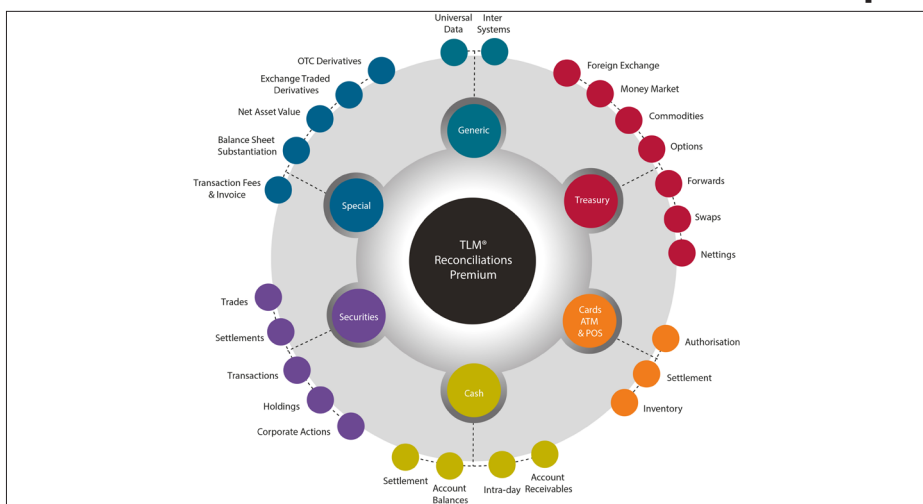 Universal
Data
Inter
Systems
OTC Derivatives
Exchange Traded
Derivatives
Net Asset Value
Balance Sheet
Substantiation
Transaction Fees
& Invoice
Foreign Exchange
Money Market
Commodities
Options
Forwards
Swaps
Nettings
Generic
Special
Treasury
TLM®
Reconciliations
Premium
Securities
Cards
ATM
& POS
Cash
Trades
Settlements
Transactions
Holdings
Corporate Actions
Authorisation
Settlement
Inventory
Settlement
Account
Balances
Intra-day
Account
Receivables